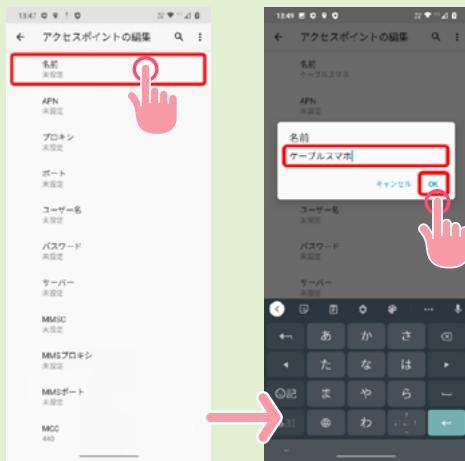 13:47
アクセスポイントの編集
名前
未設定
APN
未設定
プロキシ
未設定
ポート
未設定
ユーザー名
未設定
パスワード
未設定
サーバー
未設定
MMSC
未設定
MMSプロキシ
未設定
MMSポート
未設定
MCC
440
13:49
アクセスポイントの編集
名前
ケーブルスマホ
APN
未設定
名前
ケーブルスマホ
キャンセル OK
ユーザー名
未設定
パスワード
未設定
サーバー
未設定
あ か さ
た な は
記 ま や ら
わ